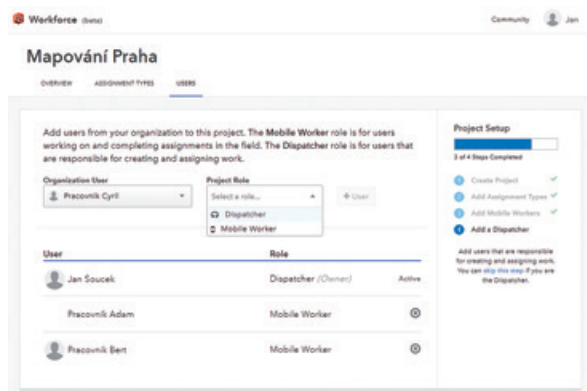 Workforce (beta)
Community
Jan
Mapování Praha
OVERVIEW
ASSIGNMENT TYPES
USERS
Add users from your organization to this project. The Mobile Worker role is for users
working on and completing assignments in the field. The Dispatcher role is for users that
are responsible for creating and assigning work.
Organization User
Project Role
Pracovník Cyril
Select a role...
+ User
Dispatcher
Mobile Worker
User
Role
Jan Soucek
Dispatcher (Owner)
Active
Pracovník Adam
Mobile Worker
Pracovník Bert
Mobile Worker
Project Setup
3 of 4 Steps Completed
Create Project
Add Assignment Types
Add Mobile Workers
4 Add a Dispatcher
Add users that are responsible
for creating and assigning work.
You can skip this step if you are
the Dispatcher.